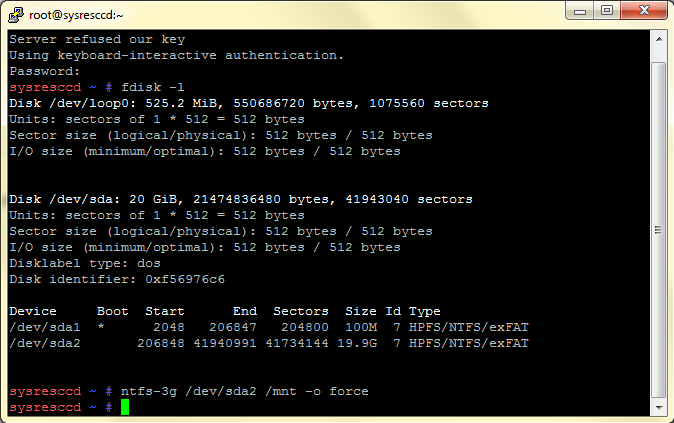 root@sysresccd:~
Server refused our key
Using keyboard-interactive authentication.
Password:
sysresccd ~ # fdisk -l
Disk /dev/loop0: 525.2 MiB, 550686720 bytes, 1075560 sectors
Units: sectors of 1 * 512 = 512 bytes
Sector size (logical/physical): 512 bytes / 512 bytes
I/O size (minimum/optimal): 512 bytes / 512 bytes
Disk /dev/sda: 20 GiB, 21474836480 bytes, 41943040 sectors
Units: sectors of 1 * 512 = 512 bytes
Sector size (logical/physical): 512 bytes / 512 bytes
I/O size (minimum/optimal): 512 bytes / 512 bytes
Disklabel type: dos
Disk identifier: 0xf56976c6
Device     Boot  Start      End  Sectors  Size Id Type
/dev/sda1  *      2048   206847   204800  100M  7 HPFS/NTFS/exFAT
/dev/sda2       206848 41940991 41734144 19.9G  7 HPFS/NTFS/exFAT
sysresccd ~ # ntfs-3g /dev/sda2 /mnt -o force
sysresccd ~ #